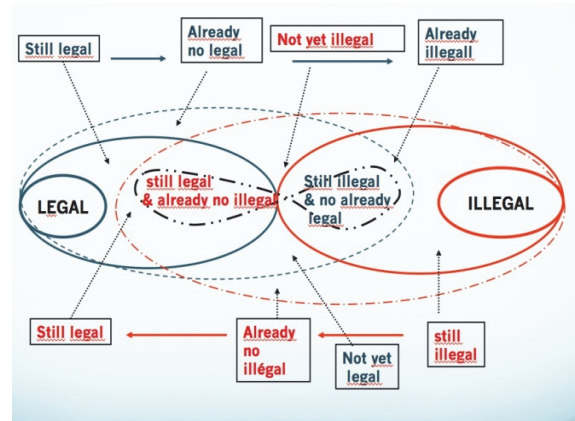 Still legal
Already
no legal
Not yet illegal
Already
illegall
still legal
& already no illegal
Still illegal
& no already
legal
LEGAL
ILLEGAL
Still legal
Already
no
illégal
Not yet
legal
still
illegal